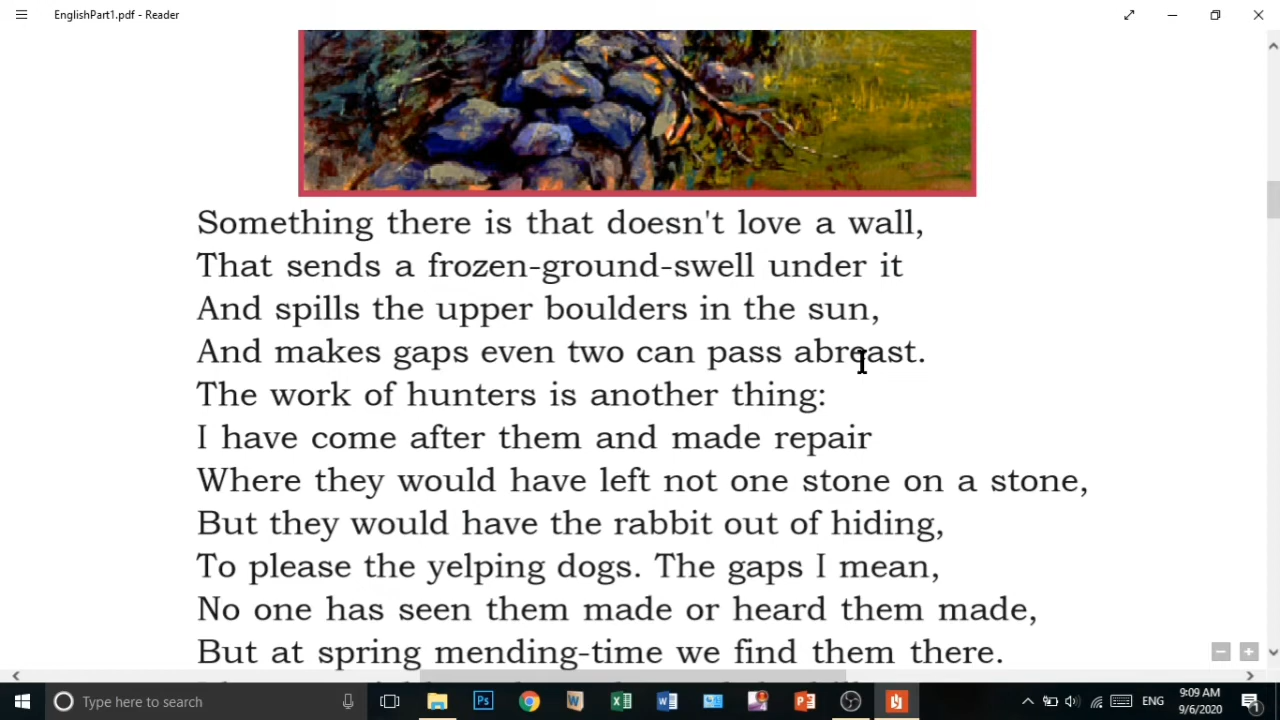 EnglishPart1.pdf - Reader
Something there is that doesn't love a wall,
That sends a frozen-ground-swell under it
And spills the upper boulders in the sun,
And makes gaps even two can pass abreast.
The work of hunters is another thing:
I have come after them and made repair
Where they would have left not one stone on a stone,
But they would have the rabbit out of hiding,
To please the yelping dogs. The gaps I mean,
No one has seen them made or heard them made,
But at spring mending-time we find them there.
Type here to search
ENG
9:09 AM
9/6/2020